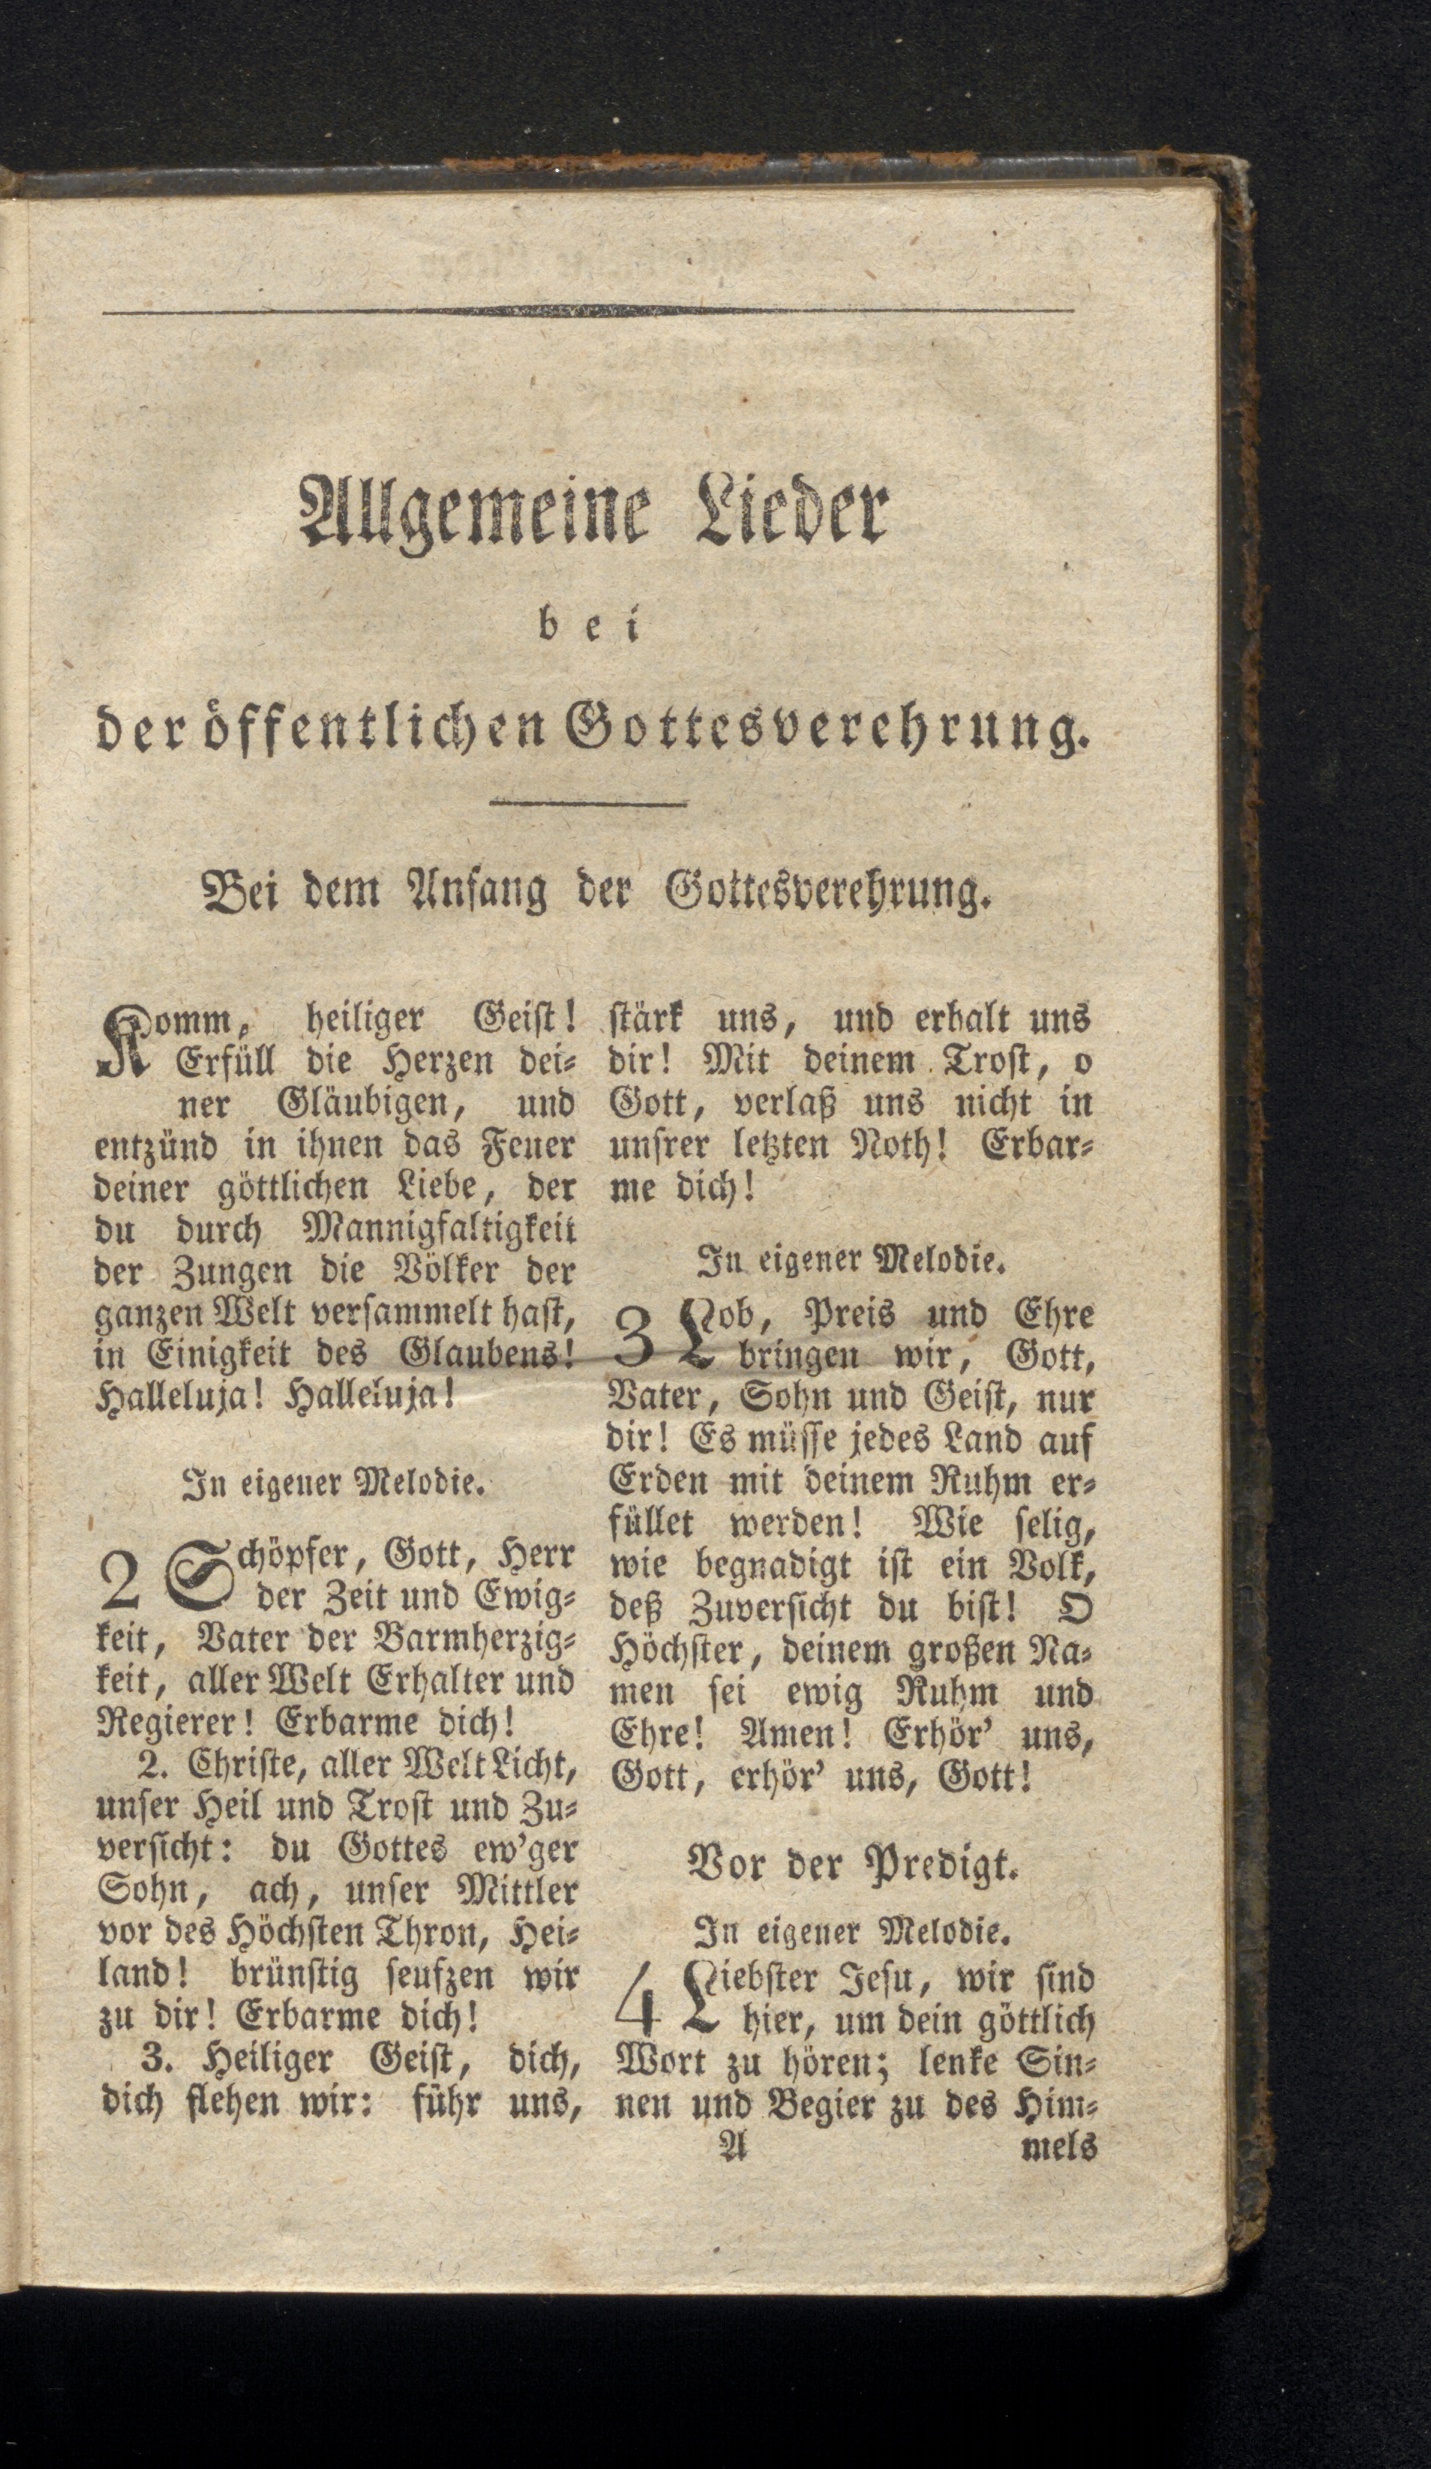 Allgemeine Lieder
bei
der öffentlichen Gottesverehrung.
Bei dem Anfang der Gottesverehrung.
Komm, heiliger Geist!
Erfüll die Herzen dei-
ner Gläubigen, und
entzünd in ihnen das Feuer
deiner göttlichen Liebe, der
du durch Mannigfaltigkeit
der Zungen die Völker der
ganzen Welt versammelt hast,
in Einigkeit des Glaubens!
Halleluja! Halleluja!
In eigener Melodie.
2 Schöpfer, Gott, Herr
der Zeit und Ewig-
keit, Vater der Barmherzig-
keit, aller Welt Erhalter und
Regierer! Erbarme dich!
2. Christe, aller Welt Licht,
unser Heil und Trost und Zu-
versicht: du Gottes ew'ger
Sohn, ach, unser Mittler
vor des Höchsten Thron, Hei-
land! brünstig seufzen wir
zu dir! Erbarme dich!
3. Heiliger Geist, dich,
dich flehen wir: führ uns,
stärk uns, und erhalt uns
dir! Mit deinem Trost, o
Gott, verlaß uns nicht in
unsrer letzten Noth! Erbar-
me dich!
In eigener Melodie.
3 Lob, Preis und Ehre
bringen wir, Gott,
Vater, Sohn und Geist, nur
dir! Es müsse jedes Land auf
Erden mit deinem Ruhm er-
füllet werden! Wie selig,
wie begnadigt ist ein Volk,
deß Zuversicht du bist! O
Höchster, deinem großen Na-
men sei ewig Ruhm und
Ehre! Amen! Erhör' uns,
Gott, erhör' uns, Gott!
Vor der Predigt.
In eigener Melodie.
4 Liebster Jesu, wir sind
hier, um dein göttlich
Wort zu hören; lenke Sin-
nen und Begier zu des Him-
A mels